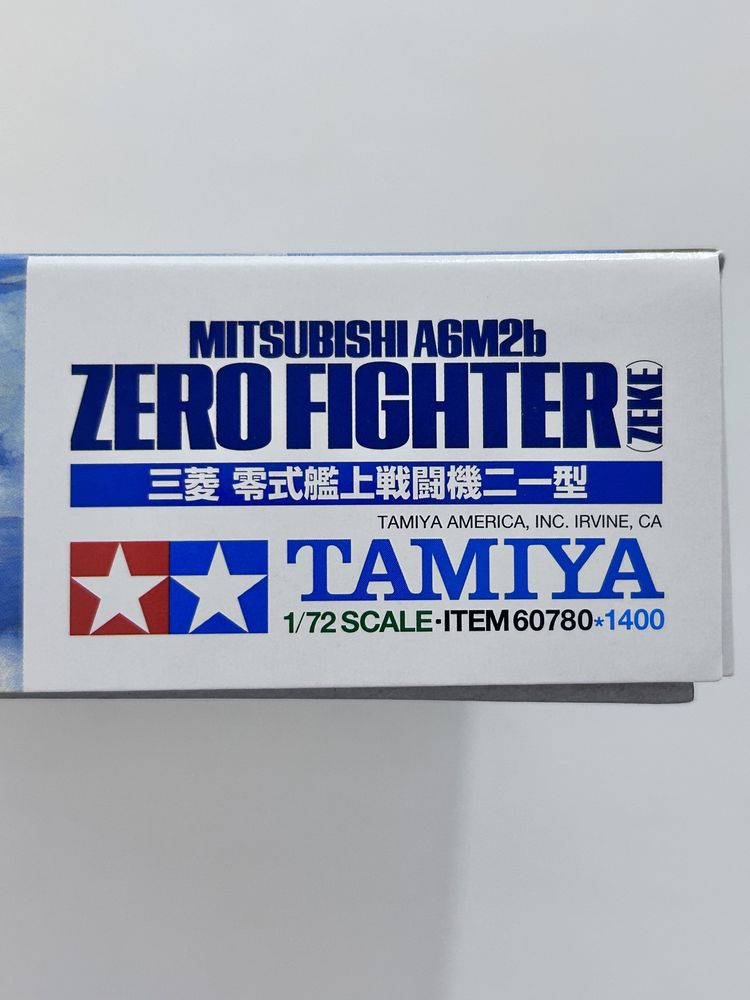 MITSUBISHI A6M2b
ZERO FIGHTER (ZEKE)
三菱 零式艦上戦闘機二一型
TAMIYA AMERICA, INC. IRVINE, CA
TAMIYA
1/72 SCALE・ITEM 60780*1400